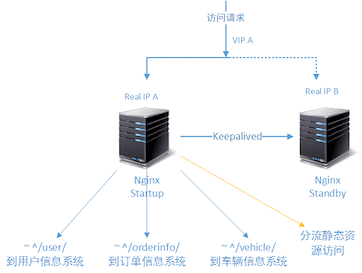 访问请求
VIP A
Real IP A
Real IP B
Keepalived
Nginx
Startup
Nginx
Standby
~ ^/user/
到用户信息系统
~ ^/orderinfo/
到订单信息系统
~ ^/vehicle/
到车辆信息系统
分流静态资
源访问